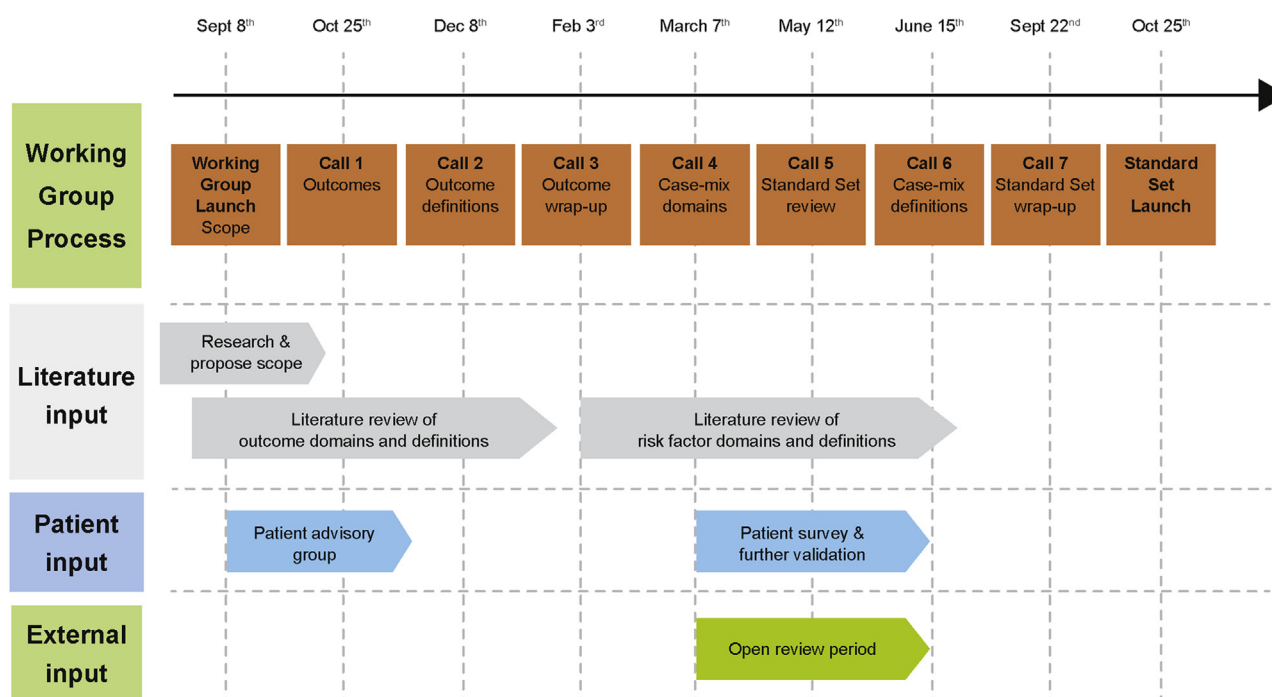 Sept 8th Oct 25th Dec 8th Feb 3rd March 7th May 12th June 15th Sept 22nd Oct 25th
Working
Group
Process
Working
Group
Launch
Scope
Call 1
Outcomes
Call 2
Outcome
definitions
Call 3
Outcome
wrap-up
Call 4
Case-mix
domains
Call 5
Standard Set
review
Call 6
Case-mix
definitions
Call 7
Standard Set
wrap-up
Standard
Set
Launch
Literature
input
Research &
propose scope
Literature review of
outcome domains and definitions
Literature review of
risk factor domains and definitions
Patient
input
Patient advisory
group
Patient survey &
further validation
External
input
Open review period